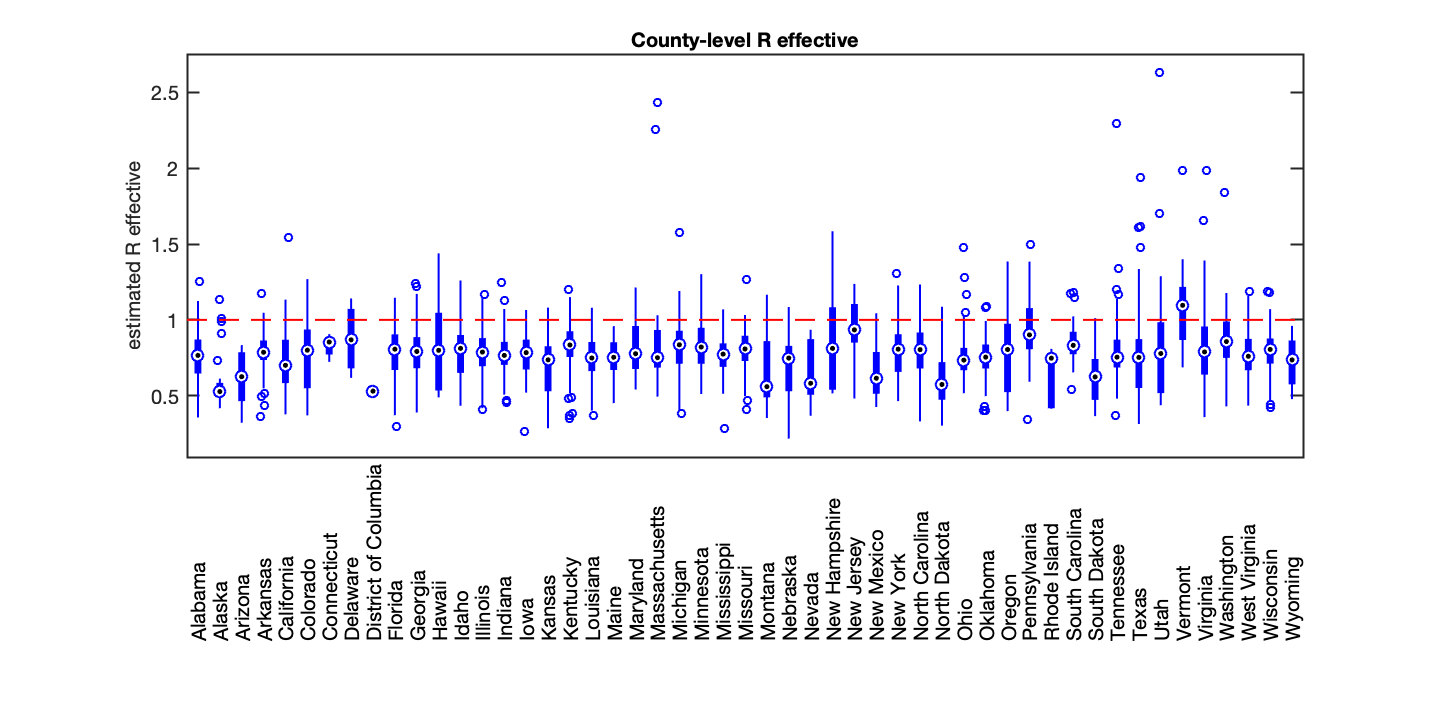 County-level R effective
estimated R effective
2.5
2
1.5
1
0.5
Alabama
Alaska
Arizona
Arkansas
California
Colorado
Connecticut
Delaware
District of Columbia
Florida
Georgia
Hawaii
Idaho
Illinois
Indiana
Iowa
Kansas
Kentucky
Louisiana
Maine
Maryland
Massachusetts
Michigan
Minnesota
Mississippi
Missouri
Montana
Nebraska
Nevada
New Hampshire
New Jersey
New Mexico
New York
North Carolina
North Dakota
Ohio
Oklahoma
Oregon
Pennsylvania
Rhode Island
South Carolina
South Dakota
Tennessee
Texas
Utah
Vermont
Virginia
Washington
West Virginia
Wisconsin
Wyoming